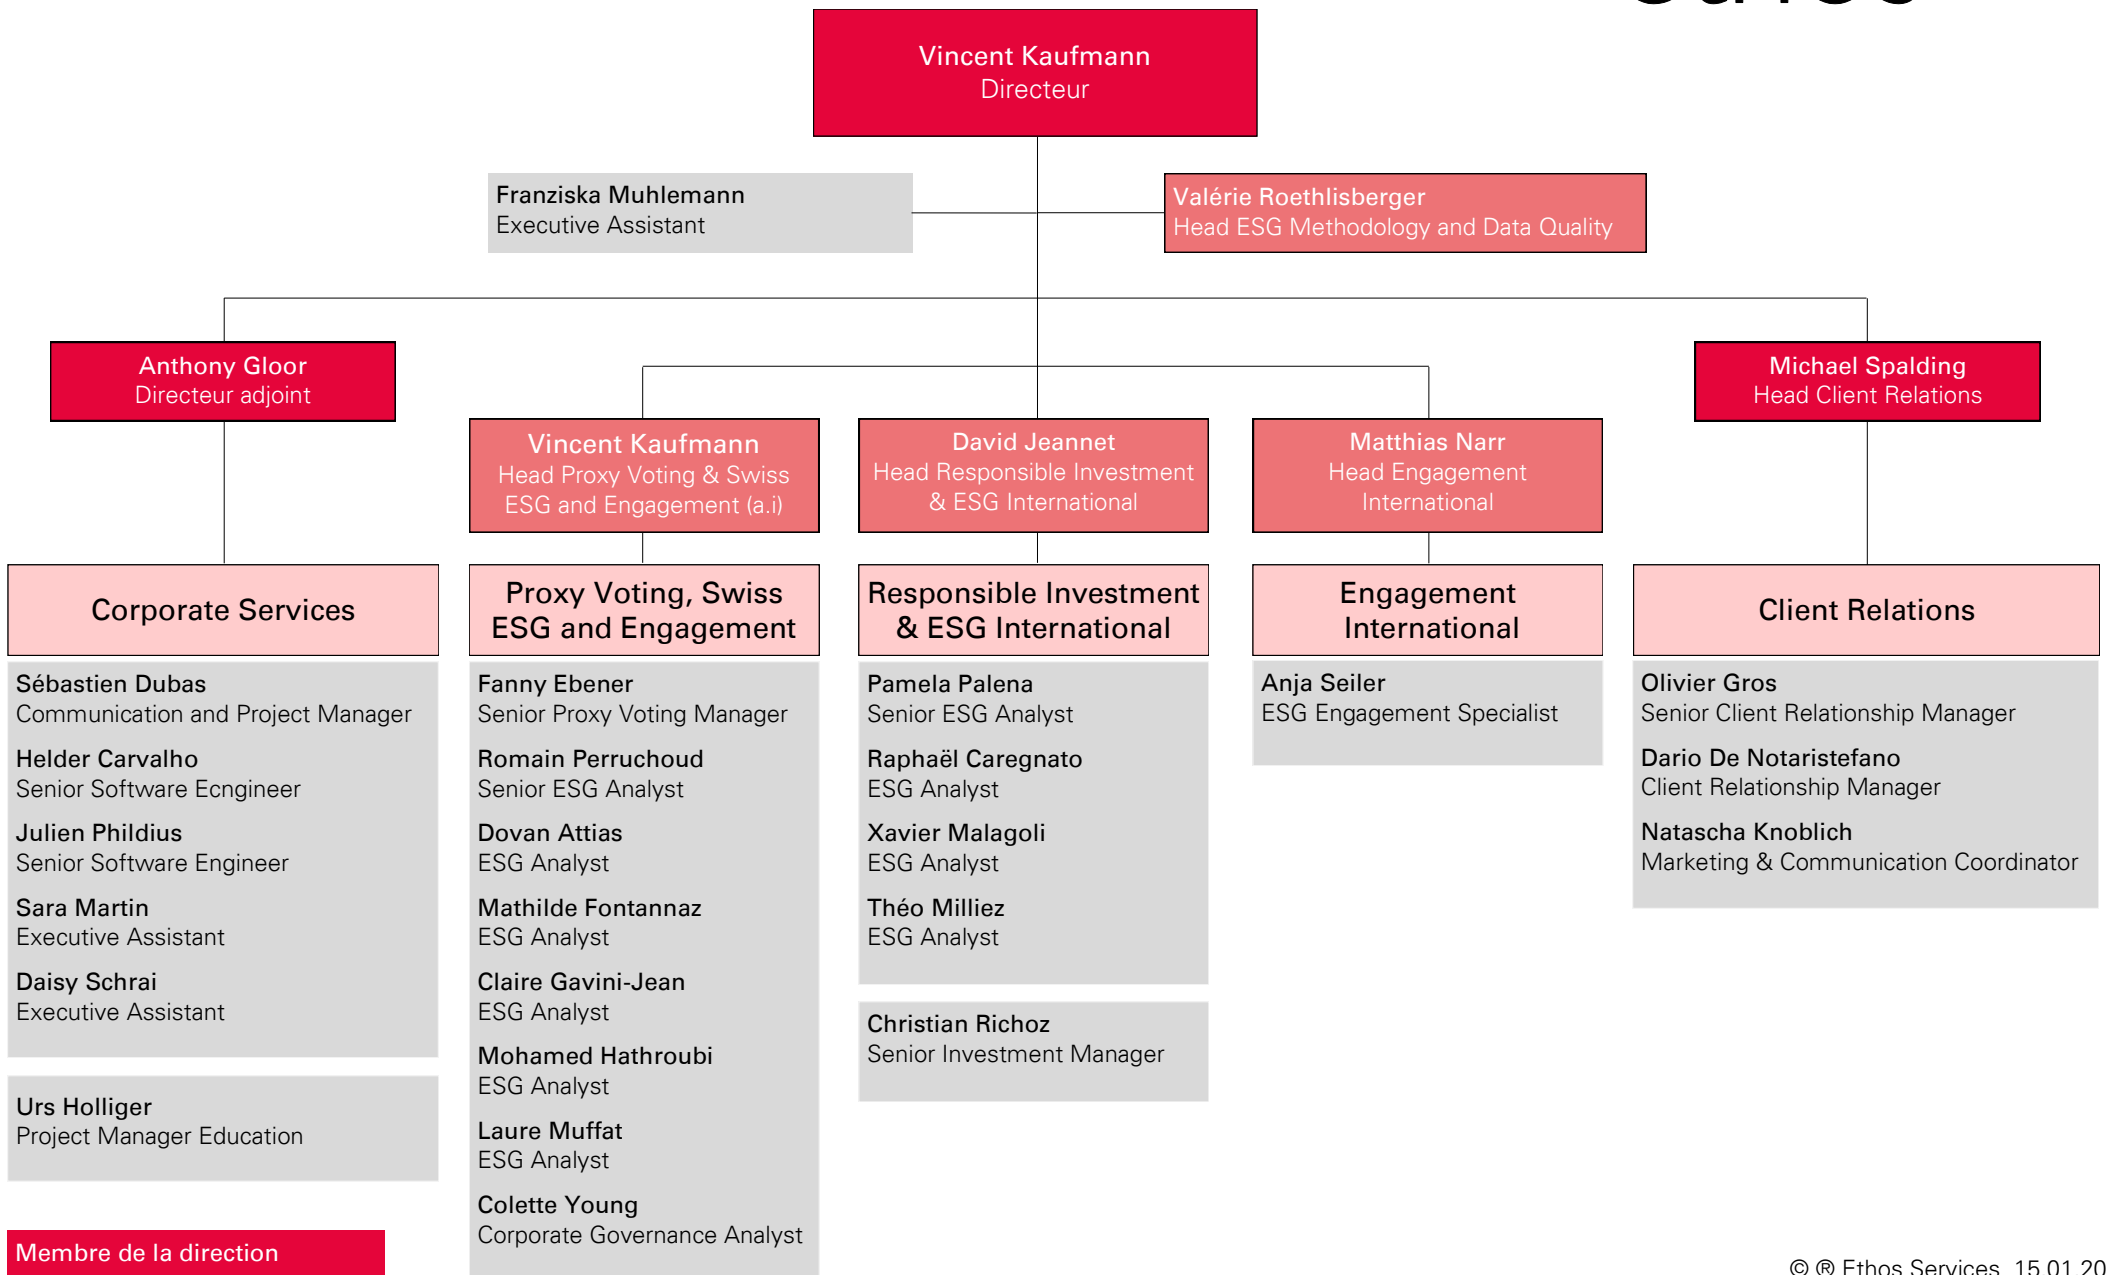 Vincent Kaufmann
Directeur
Franziska Muhlemann
Executive Assistant
Valérie Roethlisberger
Head ESG Methodology and Data Quality
Anthony Gloor
Directeur adjoint
Michael Spalding
Head Client Relations
Vincent Kaufmann
Head Proxy Voting & Swiss
ESG and Engagement (a.i)
David Jeannet
Head Responsible Investment
& ESG International
Matthias Narr
Head Engagement
International
Corporate Services
Sébastien Dubas
Communication and Project Manager
Helder Carvalho
Senior Software Ecngineer
Julien Phildius
Senior Software Engineer
Sara Martin
Executive Assistant
Daisy Schrai
Executive Assistant
Urs Holliger
Project Manager Education
Proxy Voting, Swiss
ESG and Engagement
Fanny Ebener
Senior Proxy Voting Manager
Romain Perruchoud
Senior ESG Analyst
Dovan Attias
ESG Analyst
Mathilde Fontannaz
ESG Analyst
Claire Gavini-Jean
ESG Analyst
Mohamed Hathroubi
ESG Analyst
Laure Muffat
ESG Analyst
Colette Young
Corporate Governance Analyst
Responsible Investment
& ESG International
Pamela Palena
Senior ESG Analyst
Raphaël Caregnato
ESG Analyst
Xavier Malagoli
ESG Analyst
Théo Milliez
ESG Analyst
Christian Richoz
Senior Investment Manager
Engagement
International
Anja Seiler
ESG Engagement Specialist
Client Relations
Olivier Gros
Senior Client Relationship Manager
Dario De Notaristefano
Client Relationship Manager
Natascha Knoblich
Marketing & Communication Coordinator
Membre de la direction
© ® Ethos Services 15.01.20